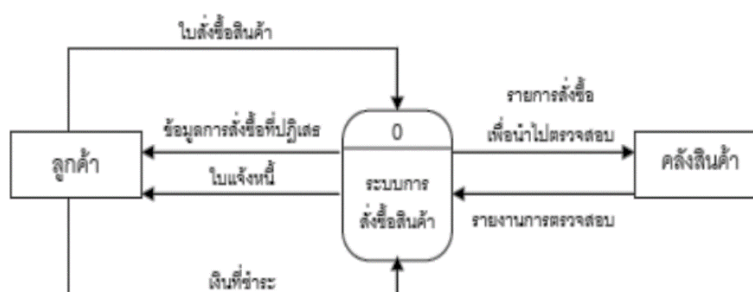 ใบสั่งซื้อสินค้า
รายการสั่งซื้อ
เพื่อนำไปตรวจสอบ
ข้อมูลการสั่งซื้อที่ปฏิเสธ
0
ลูกค้า
คลังสินค้า
ใบแจ้งหนี้
ระบบการ
สั่งซื้อสินค้า
รายงานการตรวจสอบ
เงินที่ชำระ